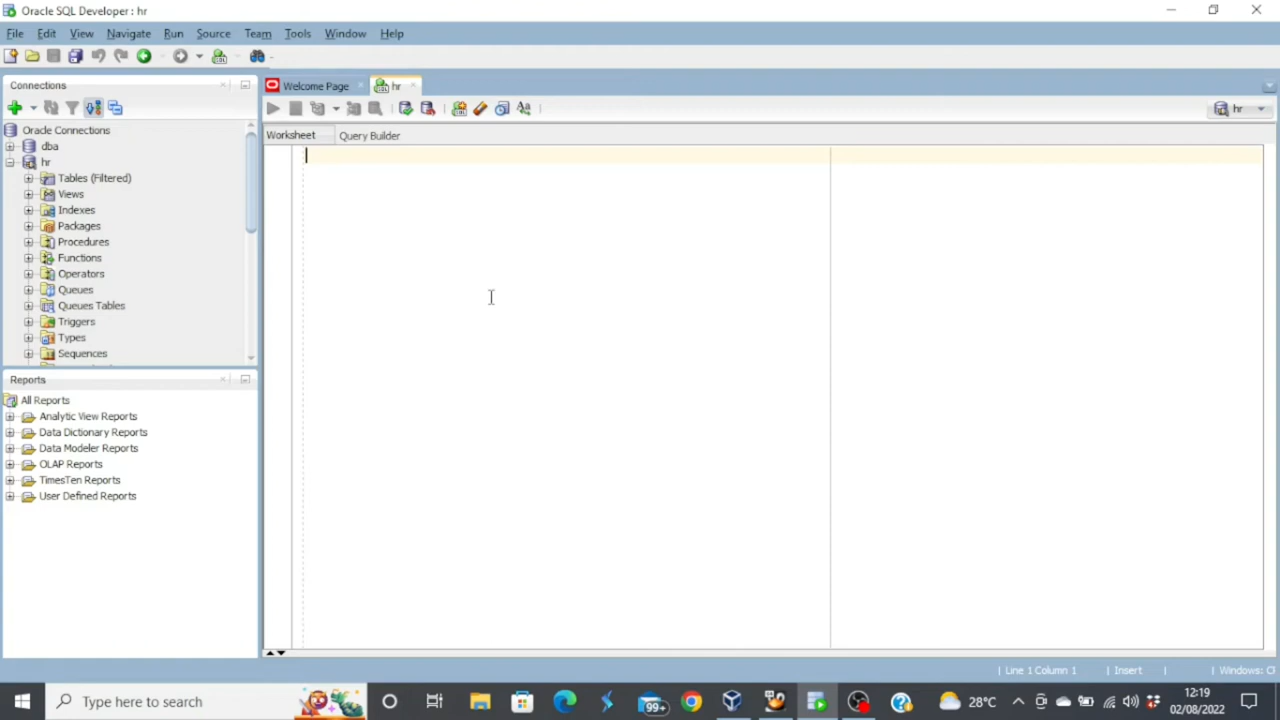 Oracle SQL Developer : hr
File Edit View Navigate Run Source Team Tools Window Help
Connections
Welcome Page
hr
hr
Worksheet
Query Builder
Oracle Connections
dba
hr
Tables (Filtered)
Views
Indexes
Packages
Procedures
Functions
Operators
Queues
Queues Tables
Triggers
Types
Sequences
Reports
All Reports
Analytic View Reports
Data Dictionary Reports
Data Modeler Reports
OLAP Reports
TimesTen Reports
User Defined Reports
Line 1 Column 1
Insert
Windows:
Type here to search
99+
28°C
12:19
02/08/2022